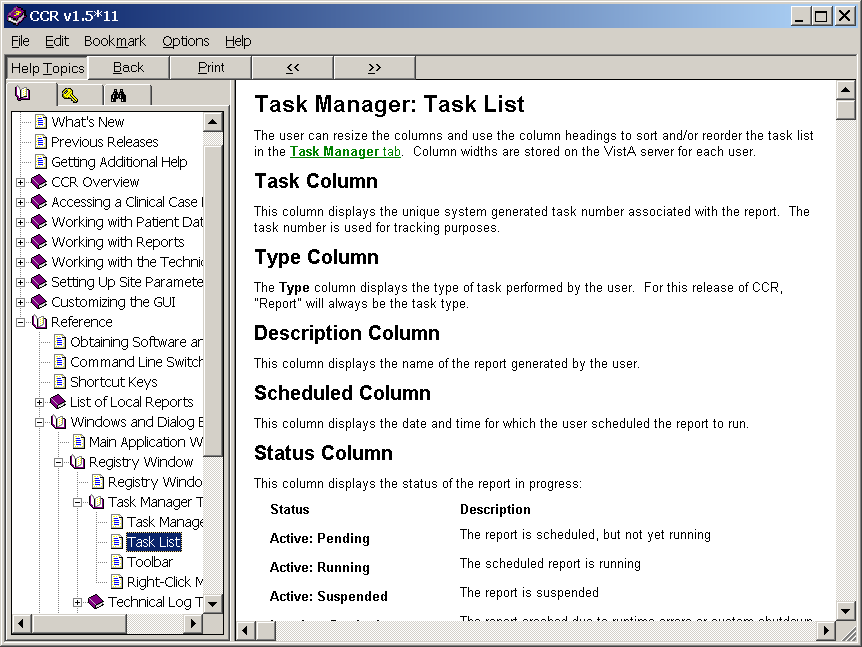 CCR v1.5*11
File Edit Bookmark Options Help
Help Topics Back Print << >>
What's New
Previous Releases
Getting Additional Help
CCR Overview
Accessing a Clinical Case
Working with Patient Dat
Working with Reports
Working with the Techni
Setting Up Site Paramete
Customizing the GUI
Reference
Obtaining Software an
Command Line Switch
Shortcut Keys
List of Local Reports
Windows and Dialog B
Main Application W
Registry Window
Registry Windo
Task Manager T
Task Manage
Task List
Toolbar
Right-Click M
Technical Log T
Task Manager: Task List
The user can resize the columns and use the column headings to sort and/or reorder the task list
in the Task Manager tab. Column widths are stored on the VistA server for each user.
Task Column
This column displays the unique system generated task number associated with the report. The
task number is used for tracking purposes.
Type Column
The Type column displays the type of task performed by the user. For this release of CCR,
"Report" will always be the task type.
Description Column
This column displays the name of the report generated by the user.
Scheduled Column
This column displays the date and time for which the user scheduled the report to run.
Status Column
This column displays the status of the report in progress:
Status Description
Active: Pending The report is scheduled, but not yet running
Active: Running The scheduled report is running
Active: Suspended The report is suspended
The report crashed due to runtime errors or system shutdown